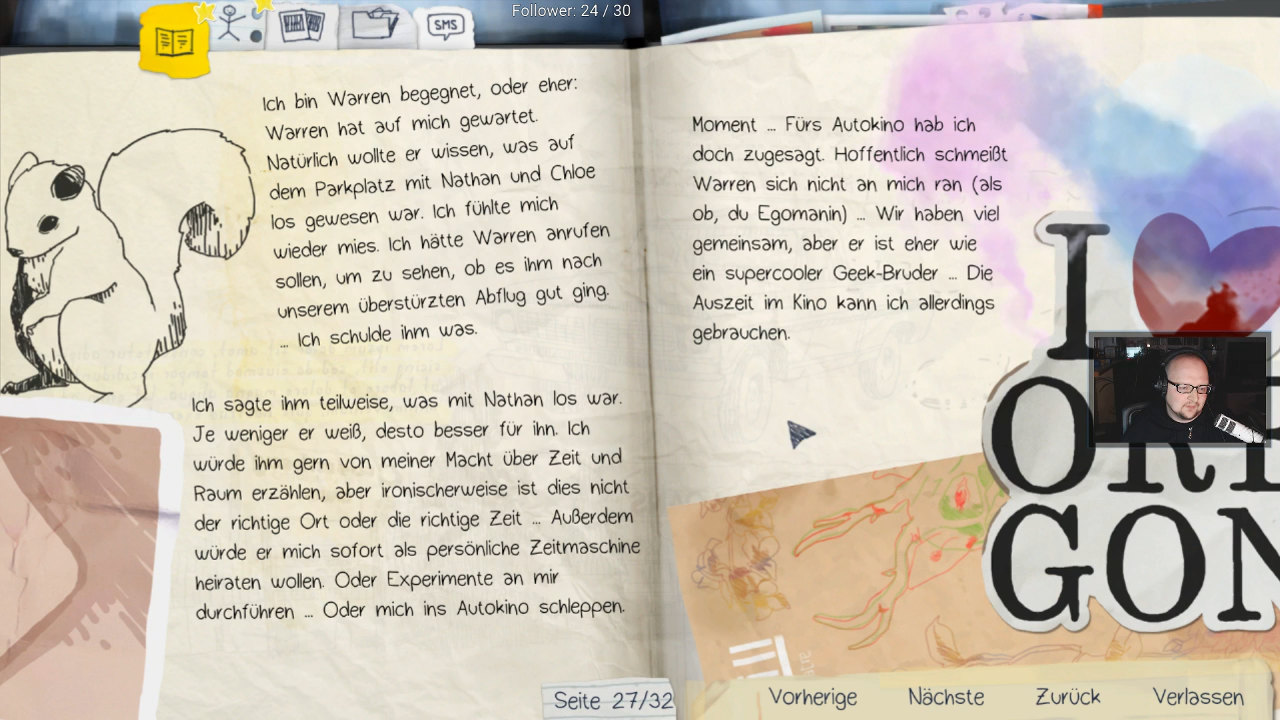 Follower: 24 / 30
SMS
Ich bin Warren begegnet, oder eher:
Warren hat auf mich gewartet.
Natürlich wollte er wissen, was auf
dem Parkplatz mit Nathan und Chloe
los gewesen war. Ich fühlte mich
wieder mies. Ich hätte Warren anrufen
sollen, um zu sehen, ob es ihm nach
unserem überstürzten Abflug gut ging.
... Ich schulde ihm was.
Ich sagte ihm teilweise, was mit Nathan los war.
Je weniger er weiß, desto besser für ihn. Ich
würde ihm gern von meiner Macht über Zeit und
Raum erzählen, aber ironischerweise ist dies nicht
der richtige Ort oder die richtige Zeit ... Außerdem
würde er mich sofort als persönliche Zeitmaschine
heiraten wollen. Oder Experimente an mir
durchführen ... Oder mich ins Autokino schleppen.
Moment ... Fürs Autokino hab ich
doch zugesagt. Hoffentlich schmeißt
Warren sich nicht an mich ran (als
ob, du Egomanin) ... Wir haben viel
gemeinsam, aber er ist eher wie
ein supercooler Geek-Bruder ... Die
Auszeit im Kino kann ich allerdings
gebrauchen.
I
ORE
GON
Seite 27/32
Vorherige
Nächste
Zurück
Verlassen